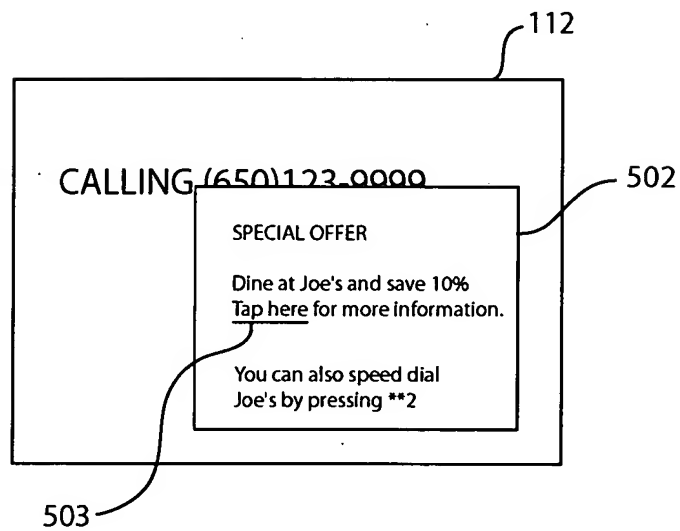 112
CALLING (650)123-9999
502
SPECIAL OFFER
Dine at Joe's and save 10%
Tap here for more information.
You can also speed dial
Joe's by pressing **2
503